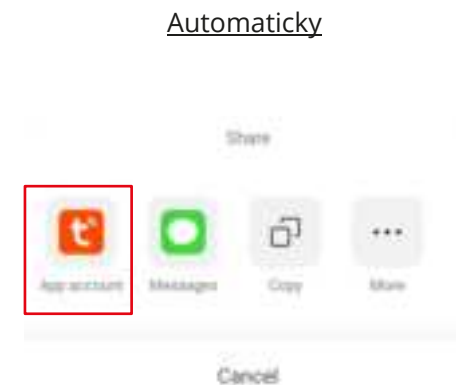 Automaticky
Share
App account
Messages
Copy
More
Cancel